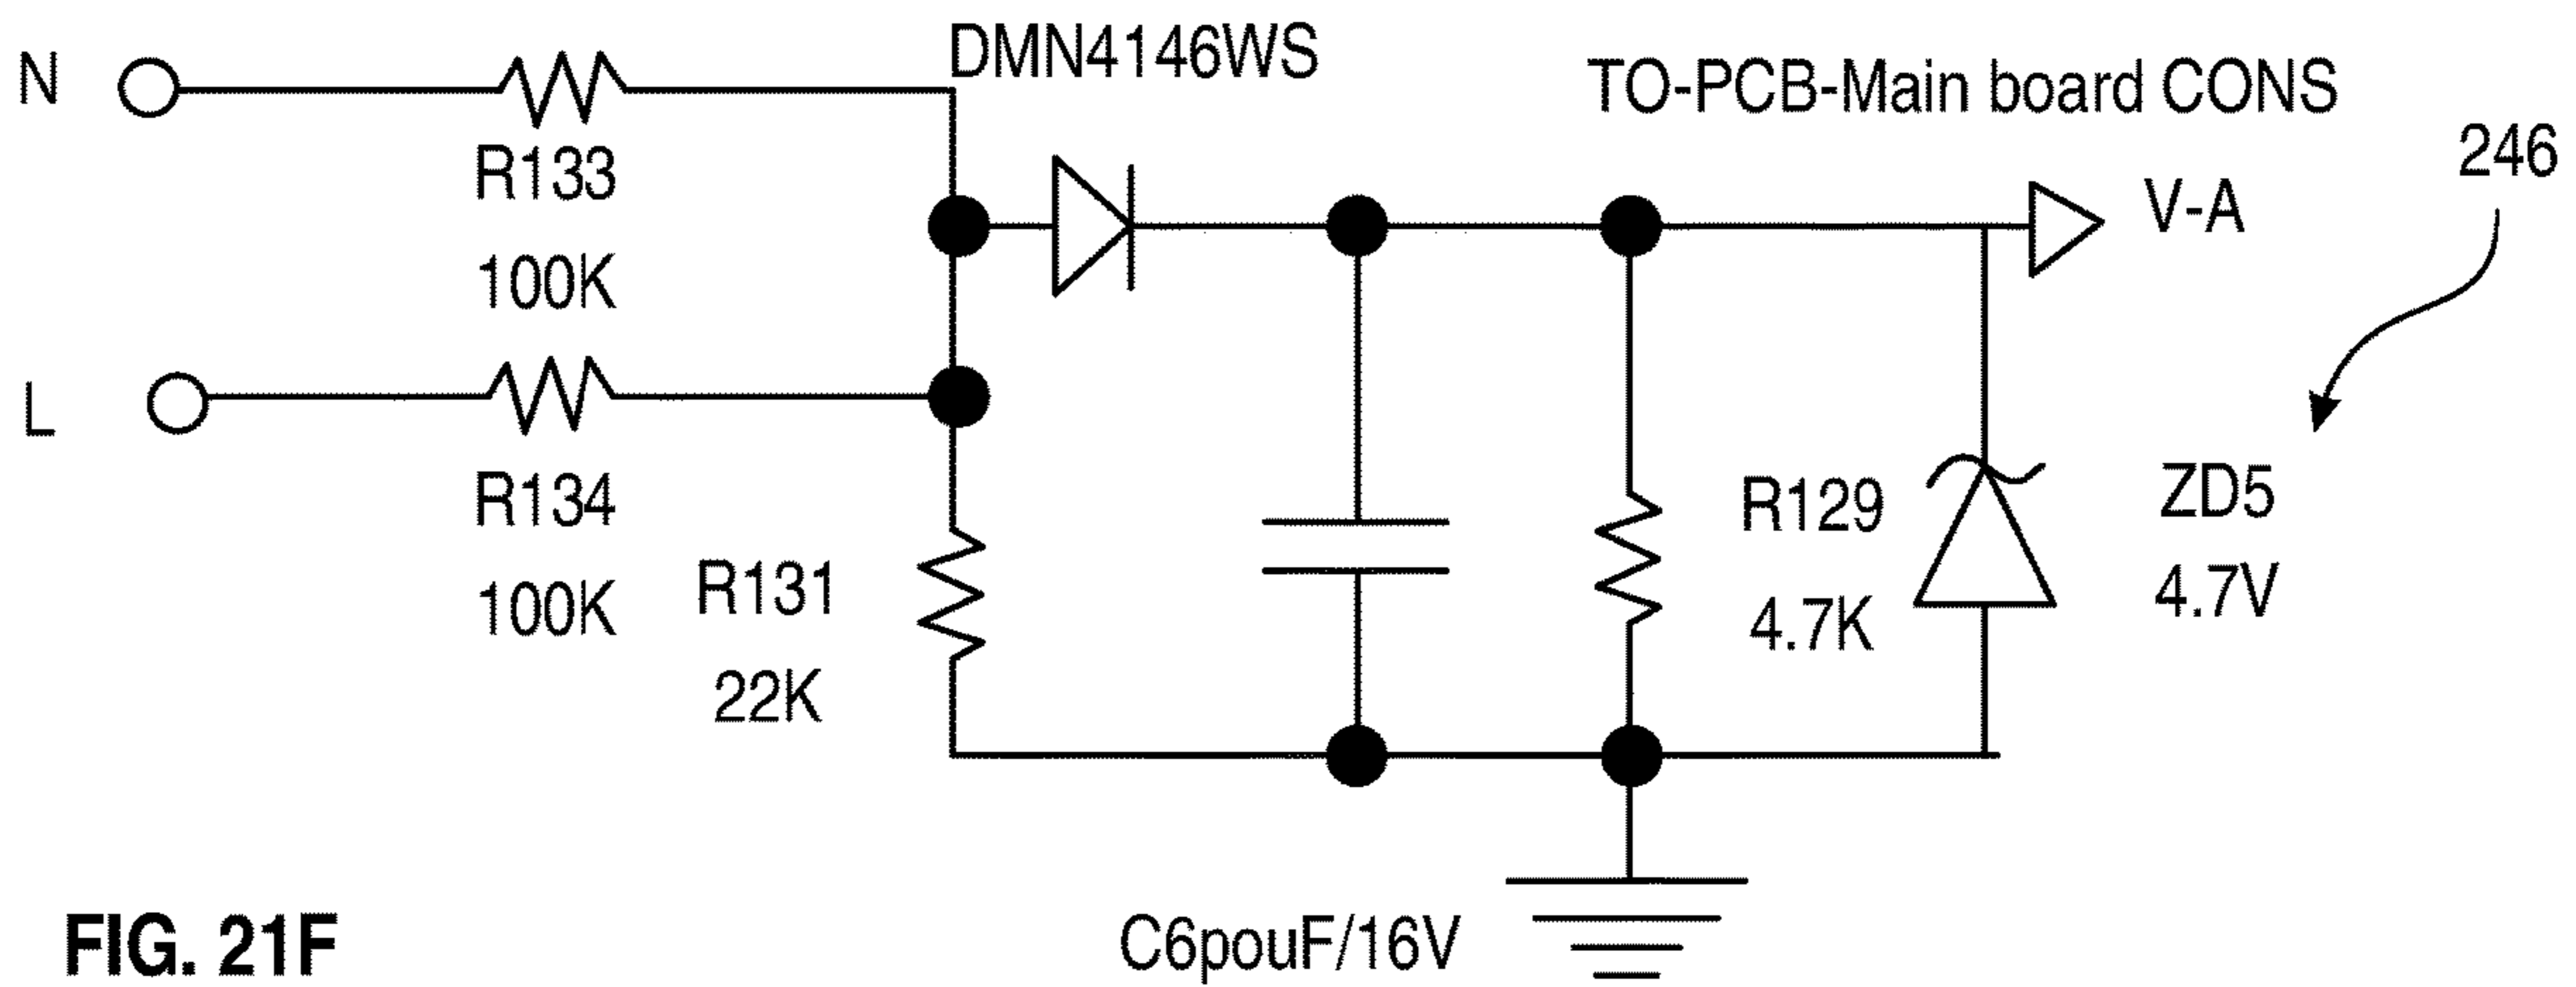 N
DMN4146WS
TO-PCB-Main board CONS
246
V-A
R133
100K
L
R134
100K
R131
22K
R129
4.7K
ZD5
4.7V
C6pouF/16V
FIG. 21F